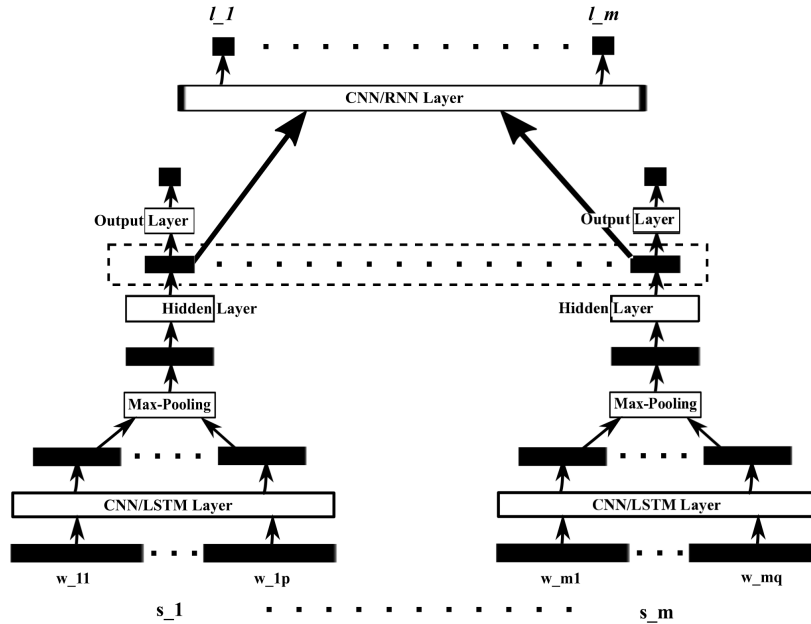 l_1 l_m
CNN/RNN Layer
Output Layer Output Layer
Hidden Layer Hidden Layer
Max-Pooling Max-Pooling
CNN/LSTM Layer CNN/LSTM Layer
w_11 w_1p w_m1 w_mq
s_1 s_m